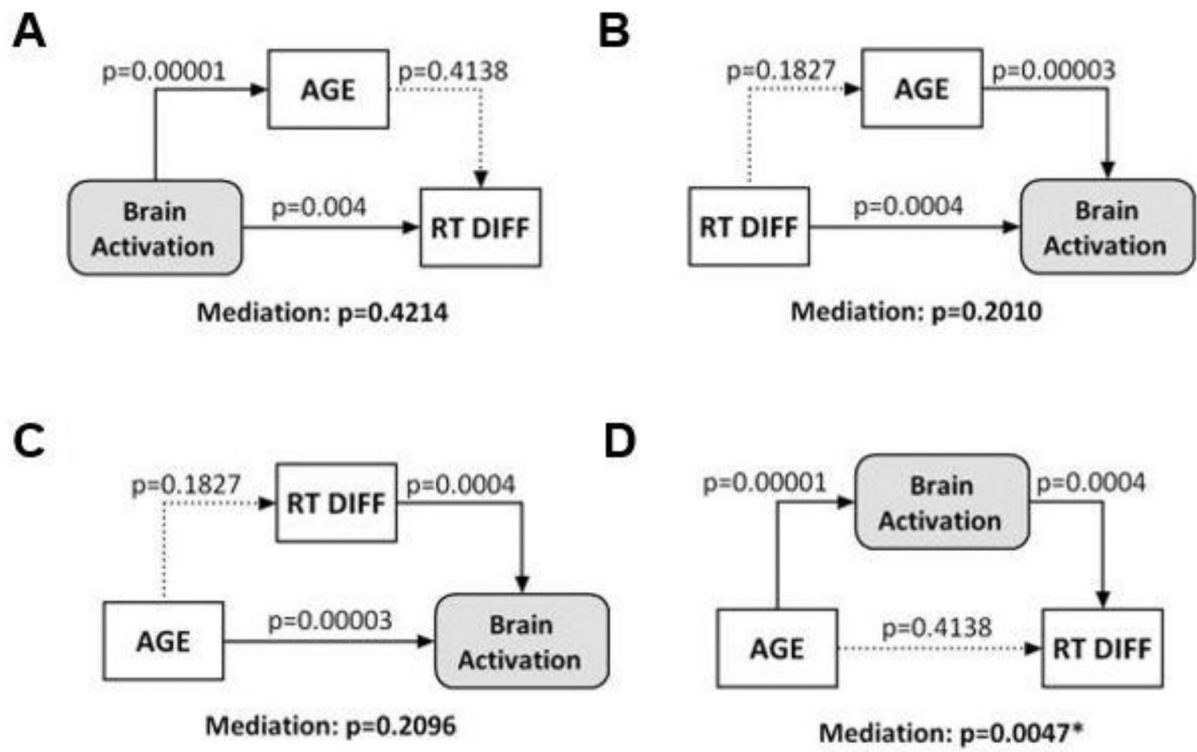 A
p=0.00001
AGE
p=0.4138
Brain
Activation
p=0.004
RT DIFF
Mediation: p=0.4214
B
p=0.1827
AGE
p=0.00003
RT DIFF
p=0.0004
Brain
Activation
Mediation: p=0.2010
C
p=0.1827
RT DIFF
p=0.0004
AGE
p=0.00003
Brain
Activation
Mediation: p=0.2096
D
p=0.00001
Brain
Activation
p=0.0004
AGE
p=0.4138
RT DIFF
Mediation: p=0.0047*